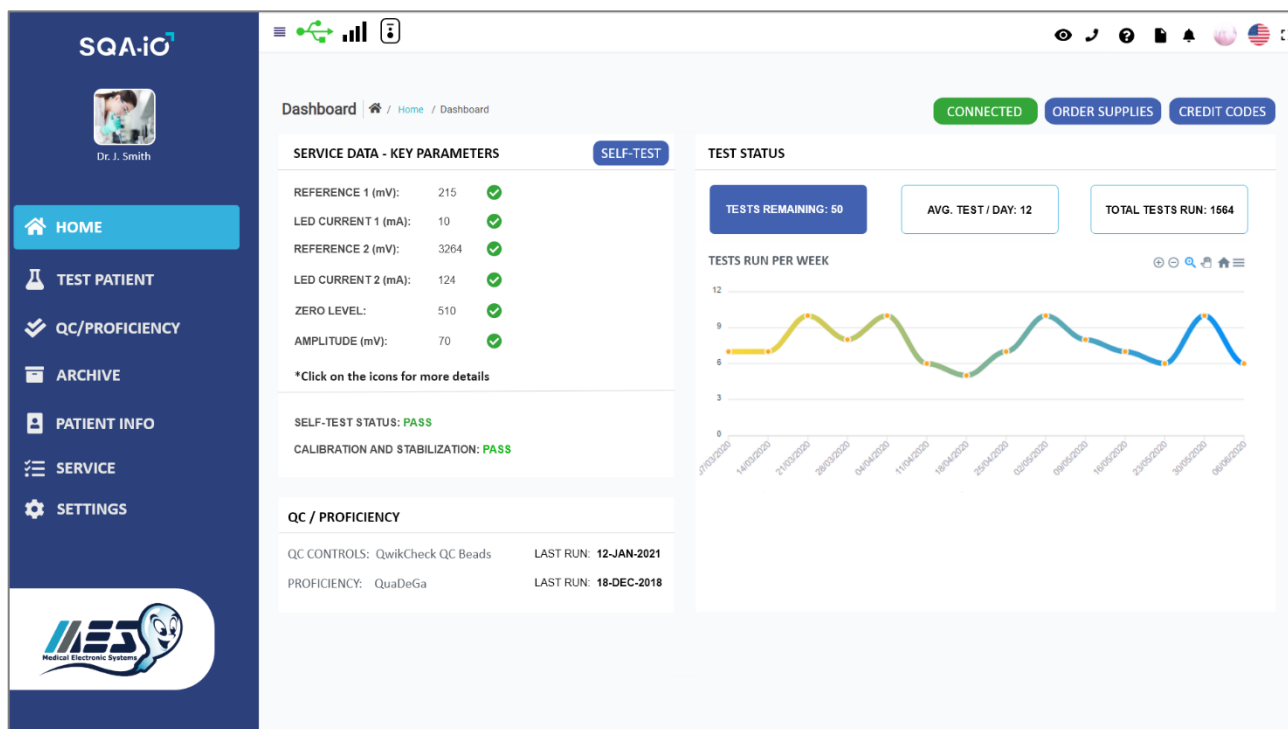 SQA·iO
Dr. J. Smith
HOME
TEST PATIENT
QC/PROFICIENCY
ARCHIVE
PATIENT INFO
SERVICE
SETTINGS
MES
Medical Electronic Systems
Dashboard / Home / Dashboard
CONNECTED
ORDER SUPPLIES
CREDIT CODES
SERVICE DATA - KEY PARAMETERS
SELF-TEST
REFERENCE 1 (mV): 215
LED CURRENT 1 (mA): 10
REFERENCE 2 (mV): 3264
LED CURRENT 2 (mA): 124
ZERO LEVEL: 510
AMPLITUDE (mV): 70
*Click on the icons for more details
SELF-TEST STATUS: PASS
CALIBRATION AND STABILIZATION: PASS
QC / PROFICIENCY
QC CONTROLS: QwikCheck QC Beads LAST RUN: 12-JAN-2021
PROFICIENCY: QuaDeGa LAST RUN: 18-DEC-2018
TEST STATUS
TESTS REMAINING: 50
AVG. TEST / DAY: 12
TOTAL TESTS RUN: 1564
TESTS RUN PER WEEK
12
9
6
3
0
07/03/2020
14/03/2020
21/03/2020
28/03/2020
04/04/2020
11/04/2020
18/04/2020
25/04/2020
02/05/2020
09/05/2020
16/05/2020
23/05/2020
30/05/2020
06/06/2020